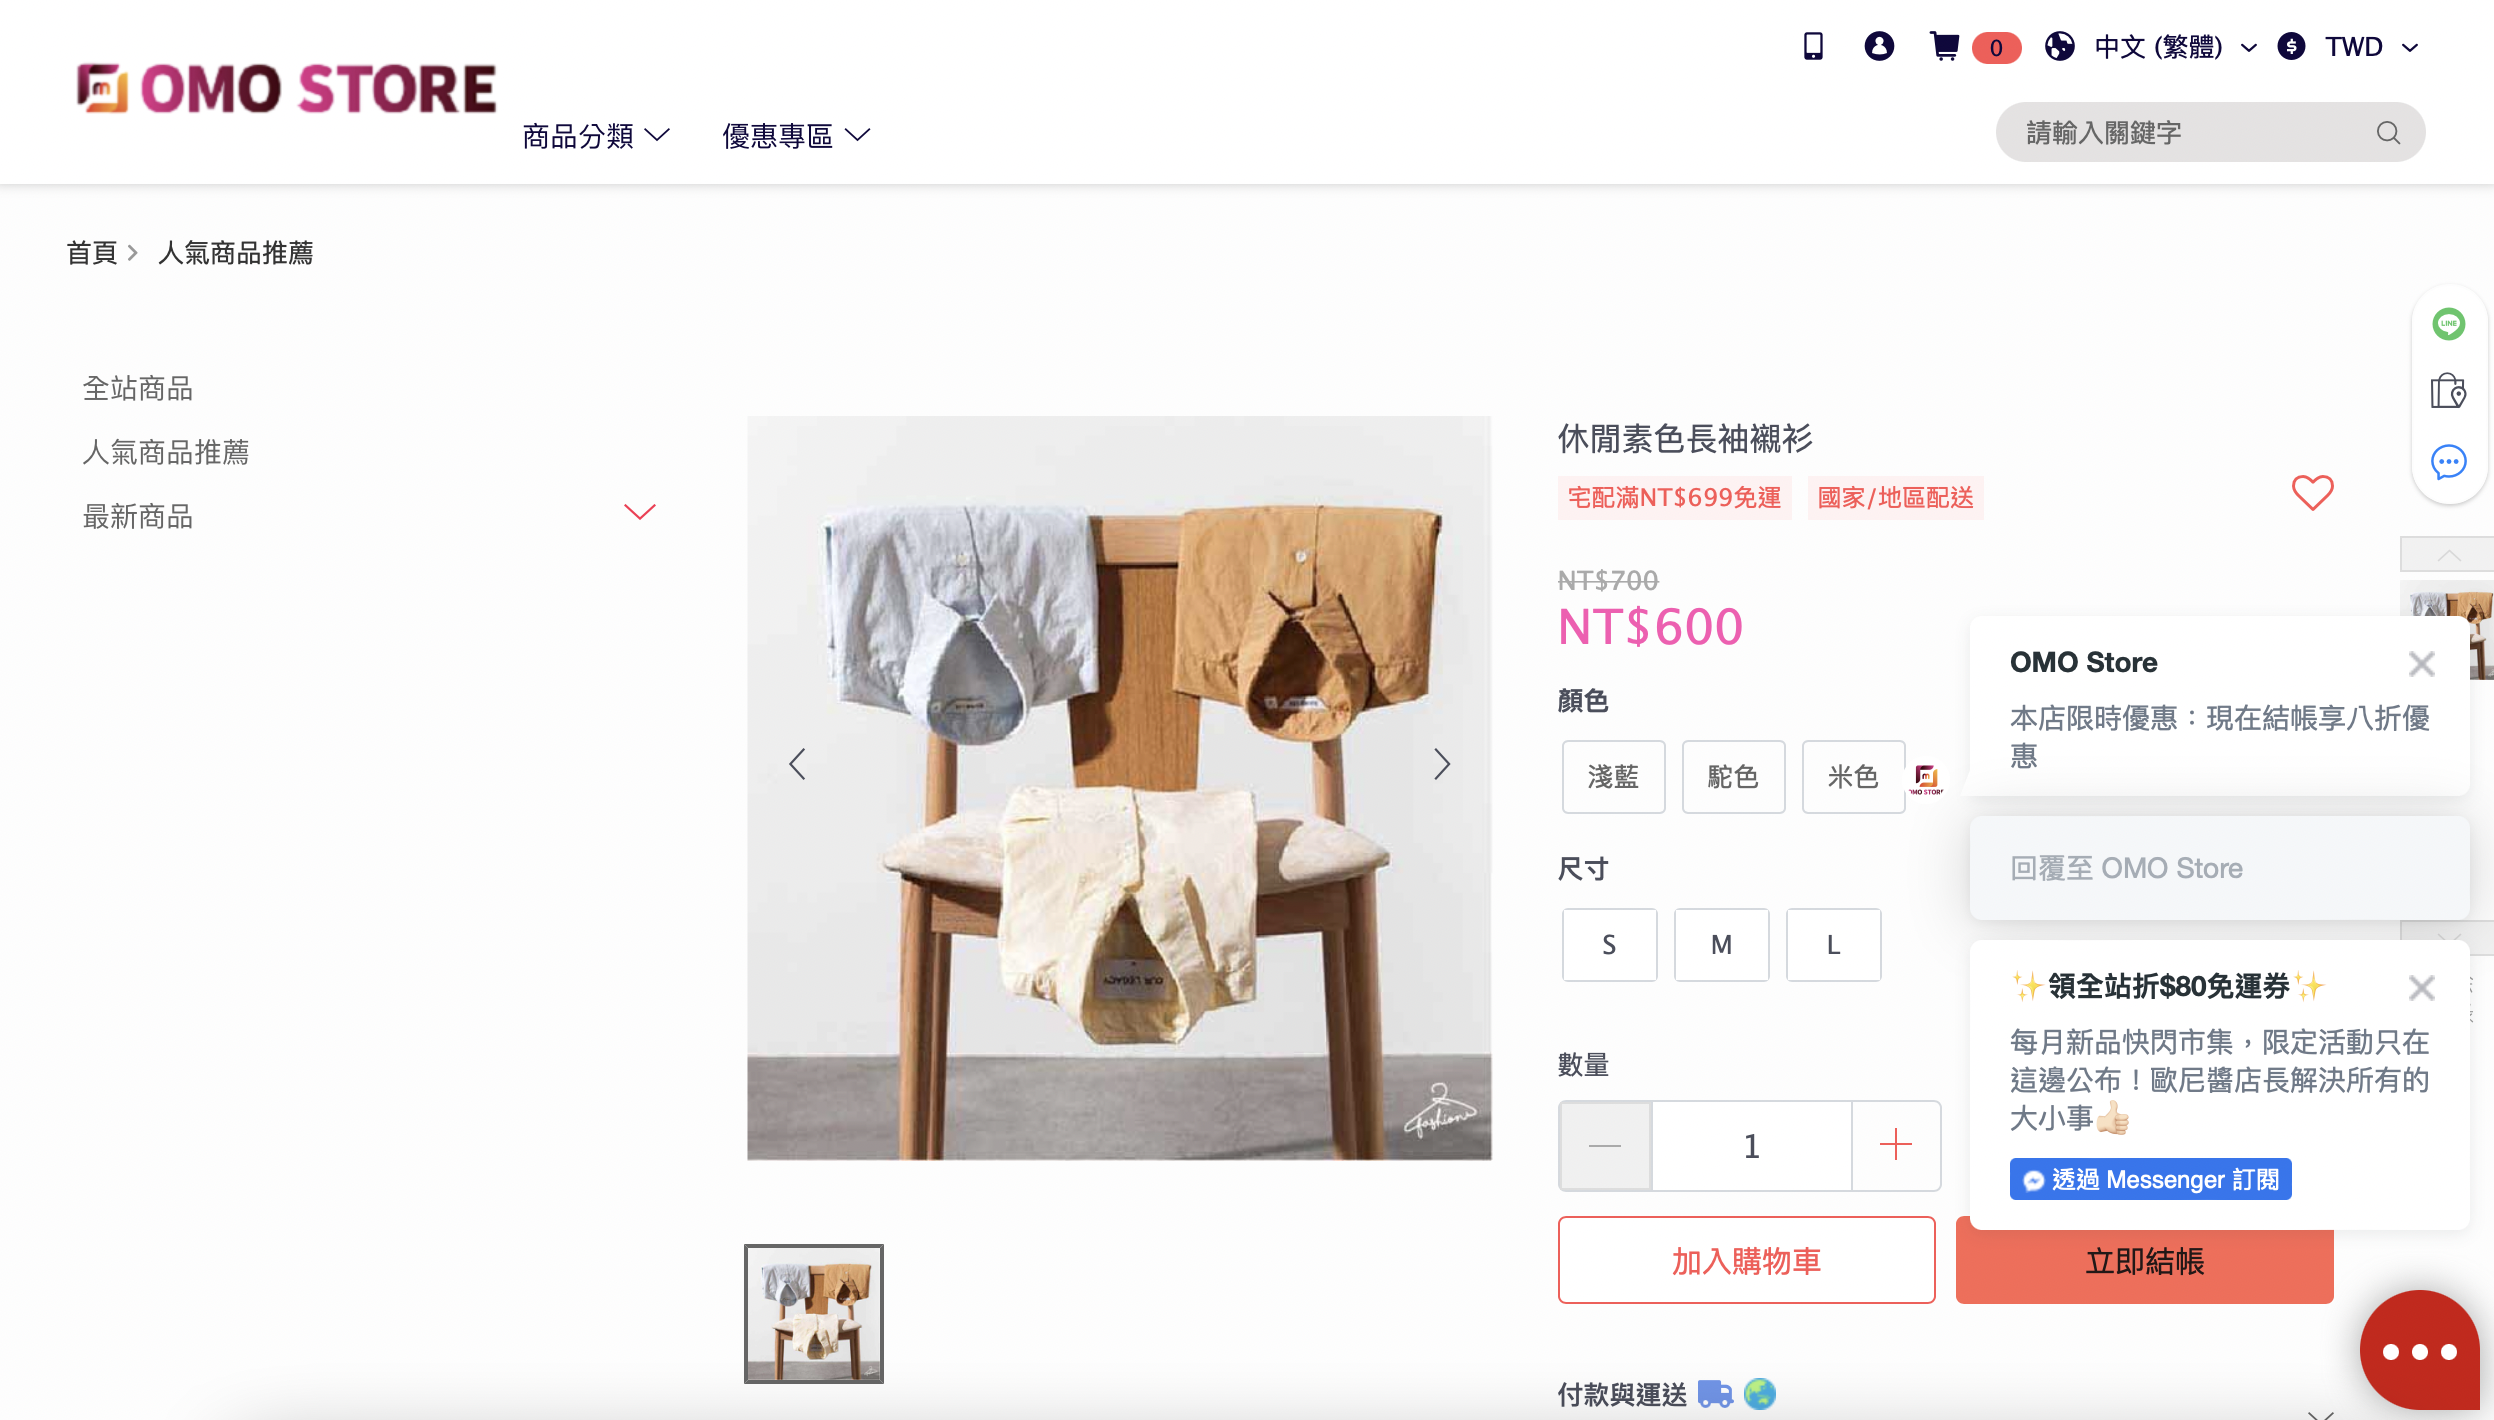 OMO STORE
商品分類
優惠專區
0
中文 (繁體)
TWD
請輸入關鍵字
首頁
人氣商品推薦
全站商品
人氣商品推薦
最新商品
休閒素色長袖襯衫
宅配滿NT$699免運
國家/地區配送
NT$700
NT$600
顏色
淺藍
駝色
米色
尺寸
S
M
L
數量
1
加入購物車
立即結帳
付款與運送
fashion
LINE
OMO Store
本店限時優惠：現在結帳享八折優
惠
OMO STORE
回覆至 OMO Store
✨領全站折$80免運券✨
每月新品快閃市集，限定活動只在
這邊公布！歐尼醬店長解決所有的
大小事👍🏻
透過 Messenger 訂閱